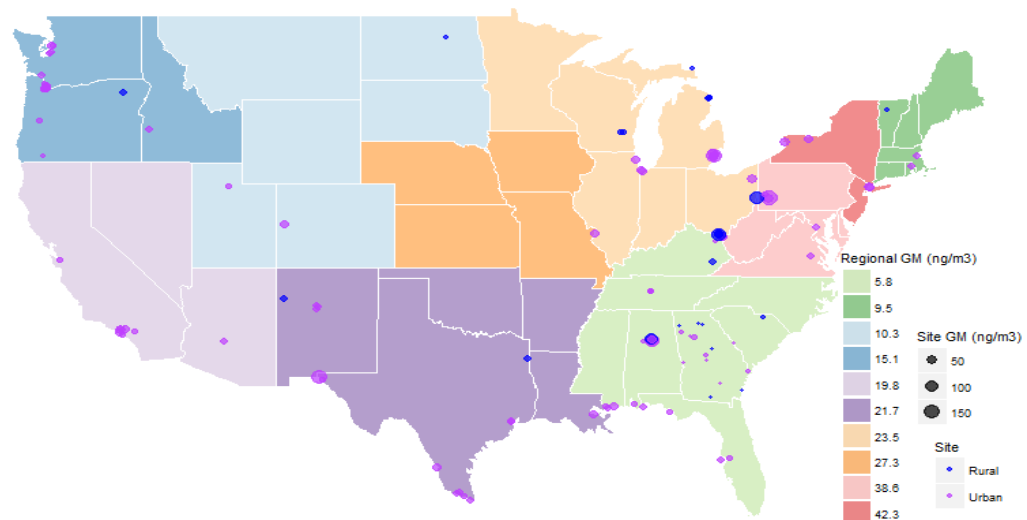 Regional GM (ng/m3)
5.8
9.5
10.3
15.1
19.8
21.7
23.5
27.3
38.6
42.3
Site GM (ng/m3)
50
100
150
Site
Rural
Urban